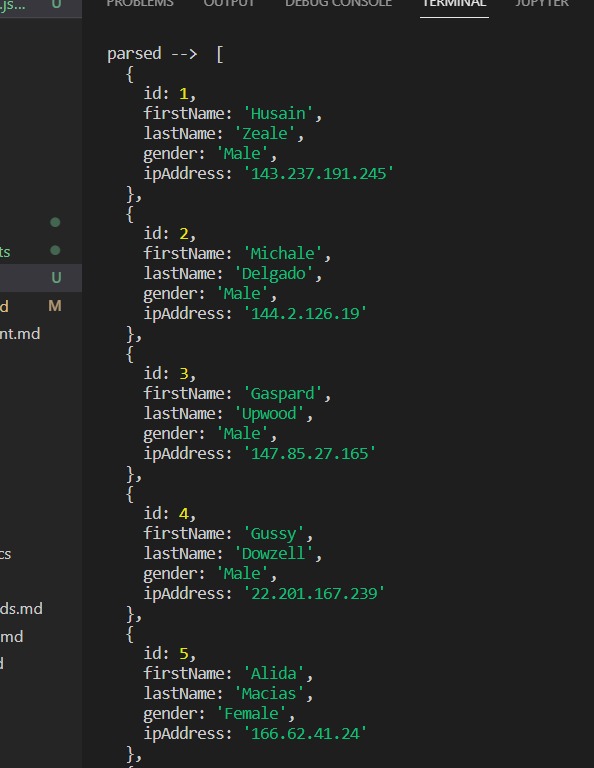 .js... U PROBLEMS OUTPUT DEBUG CONSOLE TERMINAL JUPYTER
parsed --> [
{
id: 1,
firstName: 'Husain',
lastName: 'Zeale',
gender: 'Male',
ipAddress: '143.237.191.245'
},
{
id: 2,
firstName: 'Michale',
lastName: 'Delgado',
gender: 'Male',
ipAddress: '144.2.126.19'
},
{
id: 3,
firstName: 'Gaspard',
lastName: 'Upwood',
gender: 'Male',
ipAddress: '147.85.27.165'
},
{
id: 4,
firstName: 'Gussy',
lastName: 'Dowzell',
gender: 'Male',
ipAddress: '22.201.167.239'
},
{
id: 5,
firstName: 'Alida',
lastName: 'Macias',
gender: 'Female',
ipAddress: '166.62.41.24'
},
{
ts
U
d M
nt.md
cs
ds.md
md
d